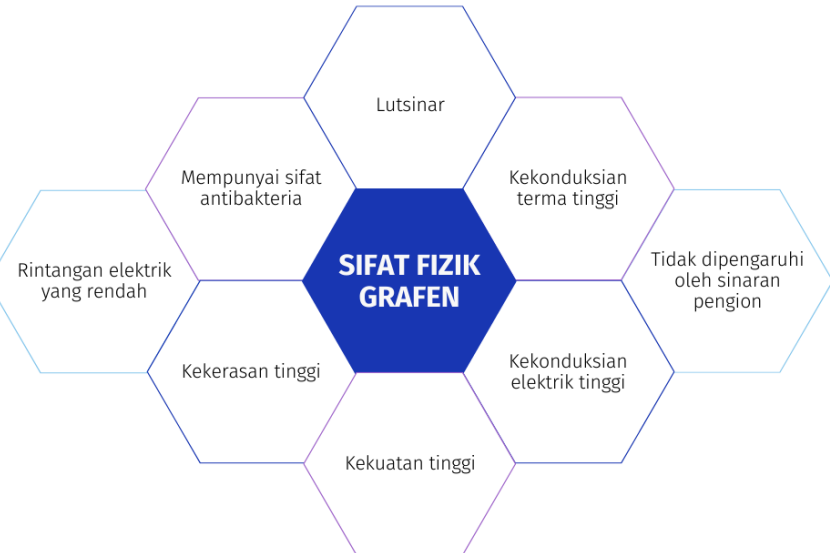 Lutsinar
Mempunyai sifat
antibakteria
Kekonduksian
terma tinggi
Rintangan elektrik
yang rendah
SIFAT FIZIK
GRAFEN
Tidak dipengaruhi
oleh sinaran
pengion
Kekerasan tinggi
Kekonduksian
elektrik tinggi
Kekuatan tinggi